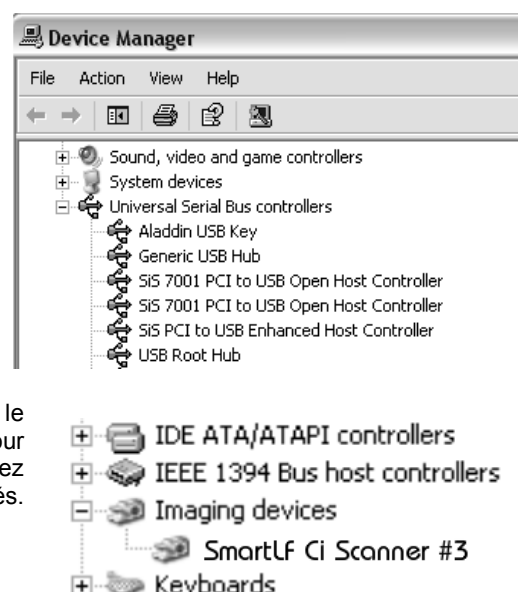 Device Manager
File Action View Help
Sound, video and game controllers
System devices
Universal Serial Bus controllers
Aladdin USB Key
Generic USB Hub
SiS 7001 PCI to USB Open Host Controller
SiS 7001 PCI to USB Open Host Controller
SiS PCI to USB Enhanced Host Controller
USB Root Hub
le
our
ez
és.
IDE ATA/ATAPI controllers
IEEE 1394 Bus host controllers
Imaging devices
SmartLF Ci Scanner #3
Keyboards